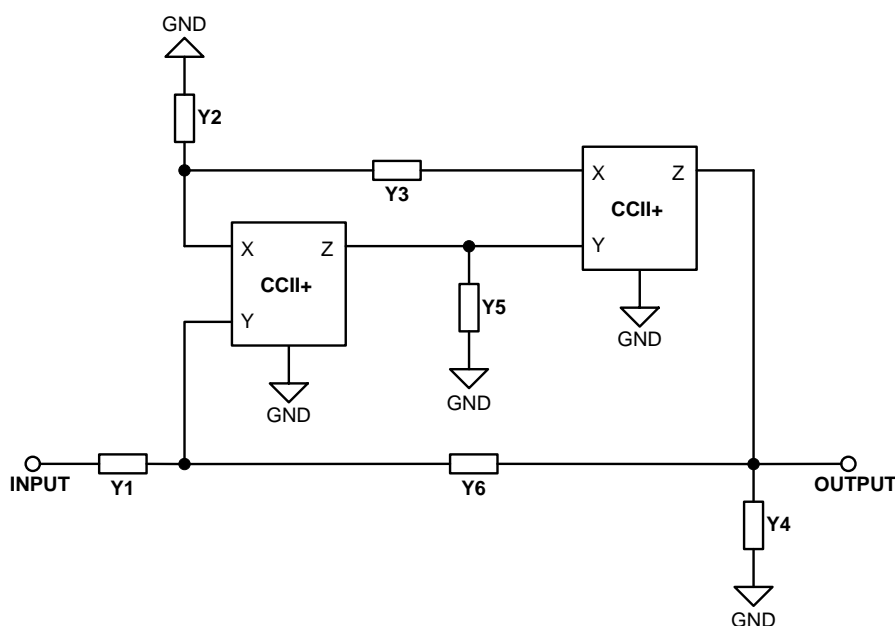 GND
Y2
Y3
X
Z
CCII+
Y
GND
X
Z
CCII+
Y
GND
Y5
GND
INPUT
Y1
Y6
OUTPUT
Y4
GND